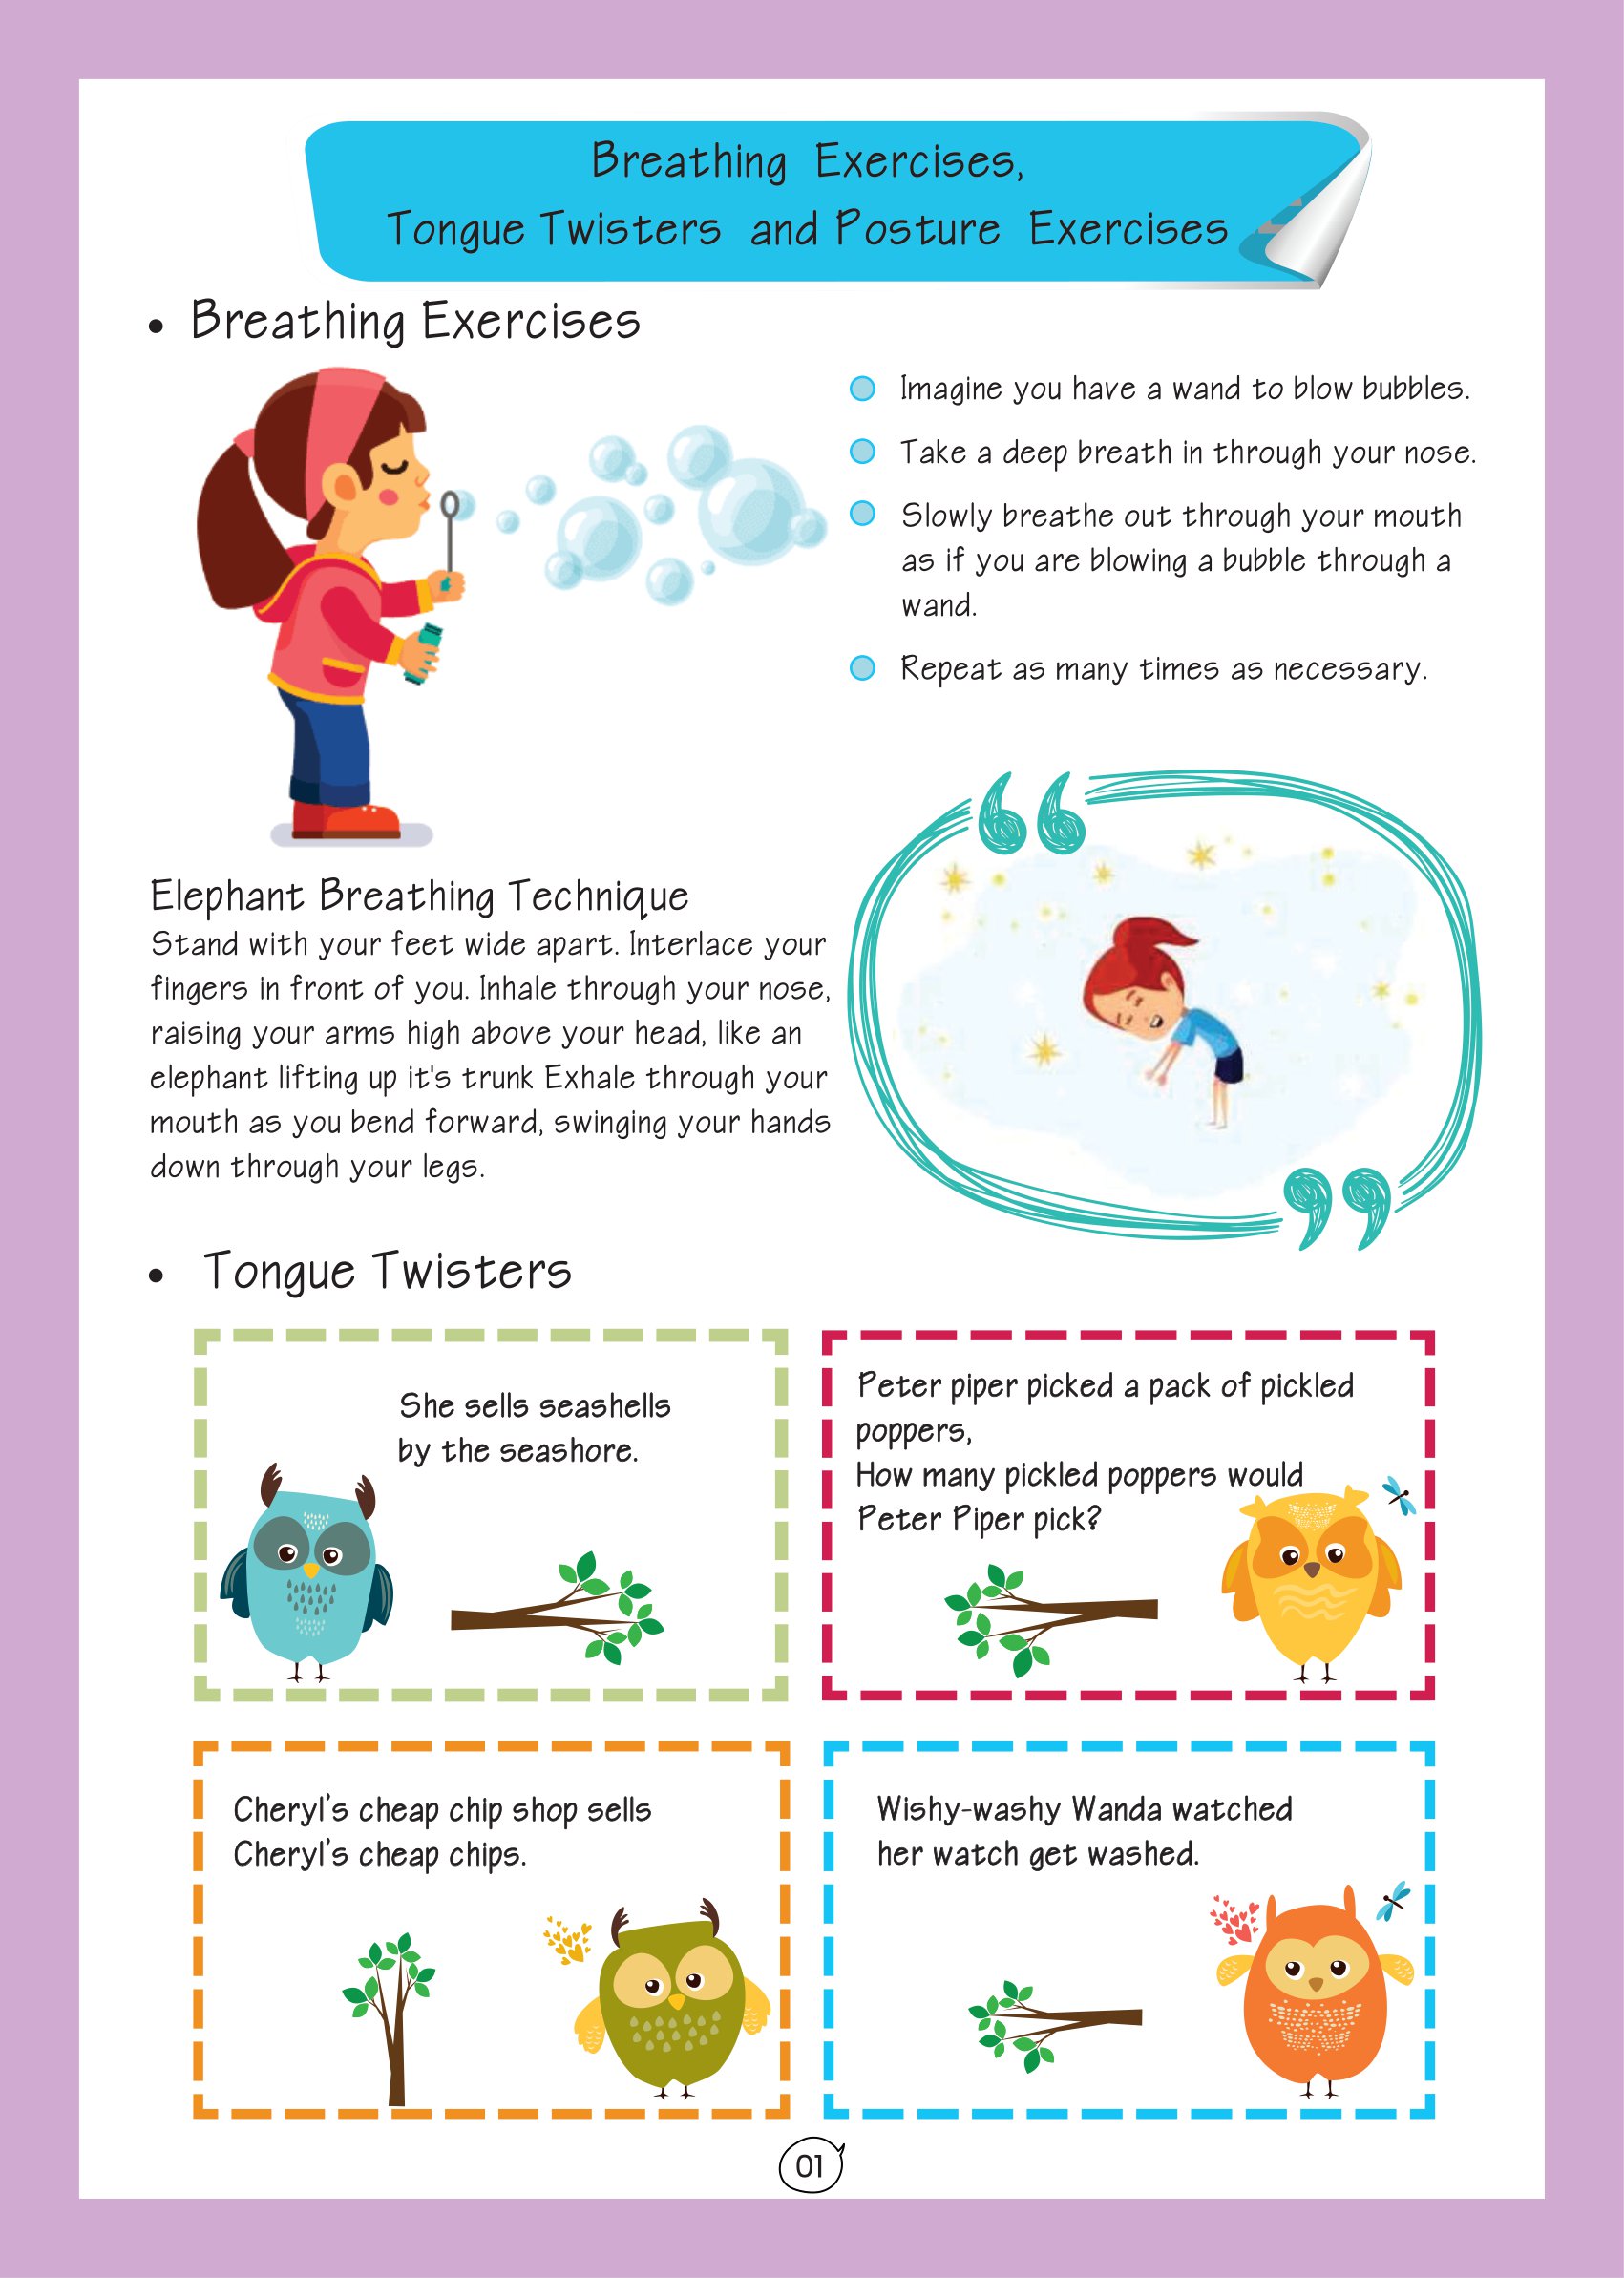 Breathing Exercises,
Tongue Twisters and Posture Exercises
• Breathing Exercises
Imagine you have a wand to blow bubbles.
Take a deep breath in through your nose.
Slowly breathe out through your mouth
as if you are blowing a bubble through a
wand.
Repeat as many times as necessary.
Elephant Breathing Technique
Stand with your feet wide apart. Interlace your
fingers in front of you. Inhale through your nose,
raising your arms high above your head, like an
elephant lifting up it's trunk Exhale through your
mouth as you bend forward, swinging your hands
down through your legs.
• Tongue Twisters
She sells seashells
by the seashore.
Peter piper picked a pack of pickled
poppers,
How many pickled poppers would
Peter Piper pick?
Cheryl's cheap chip shop sells
Cheryl's cheap chips.
Wishy-washy Wanda watched
her watch get washed.
01